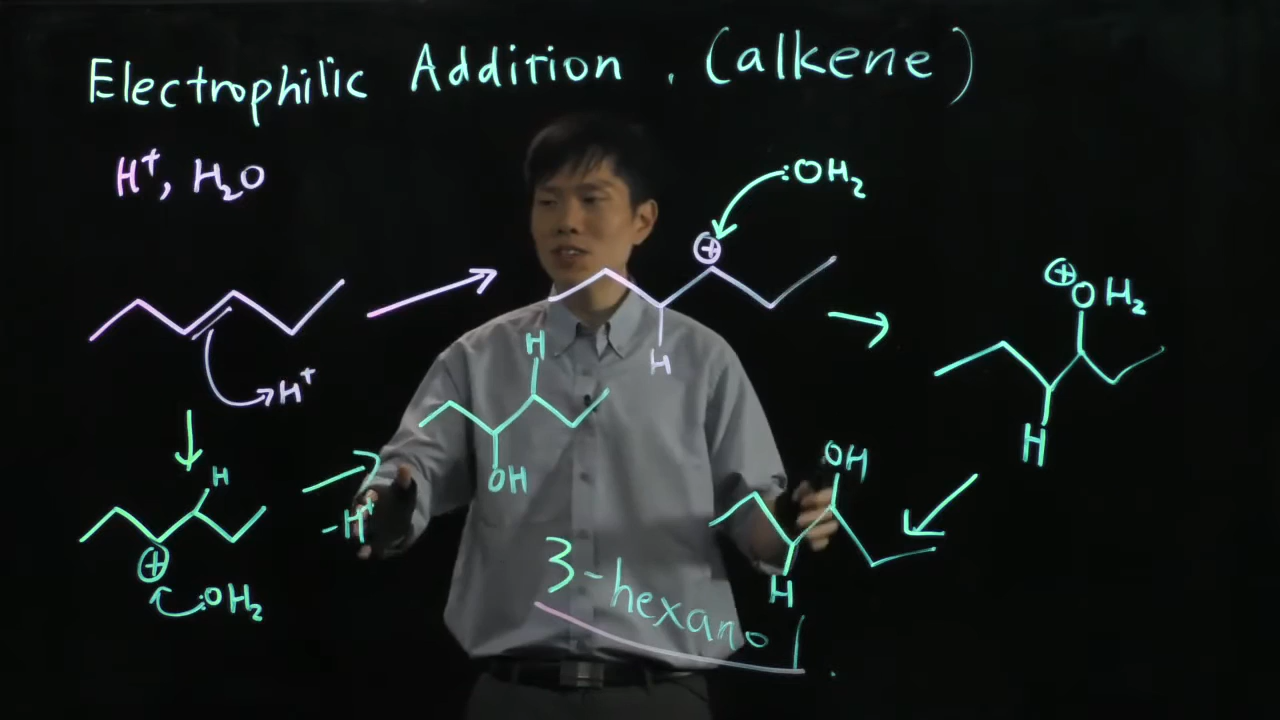 Electrophilic Addition . (alkene)
H⁺, H₂O
:OH₂
⊕
H
H⁺
⊕
OH₂
H
H
OH
-H⁺
H
⊕
:OH₂
OH
H
3-hexanol.